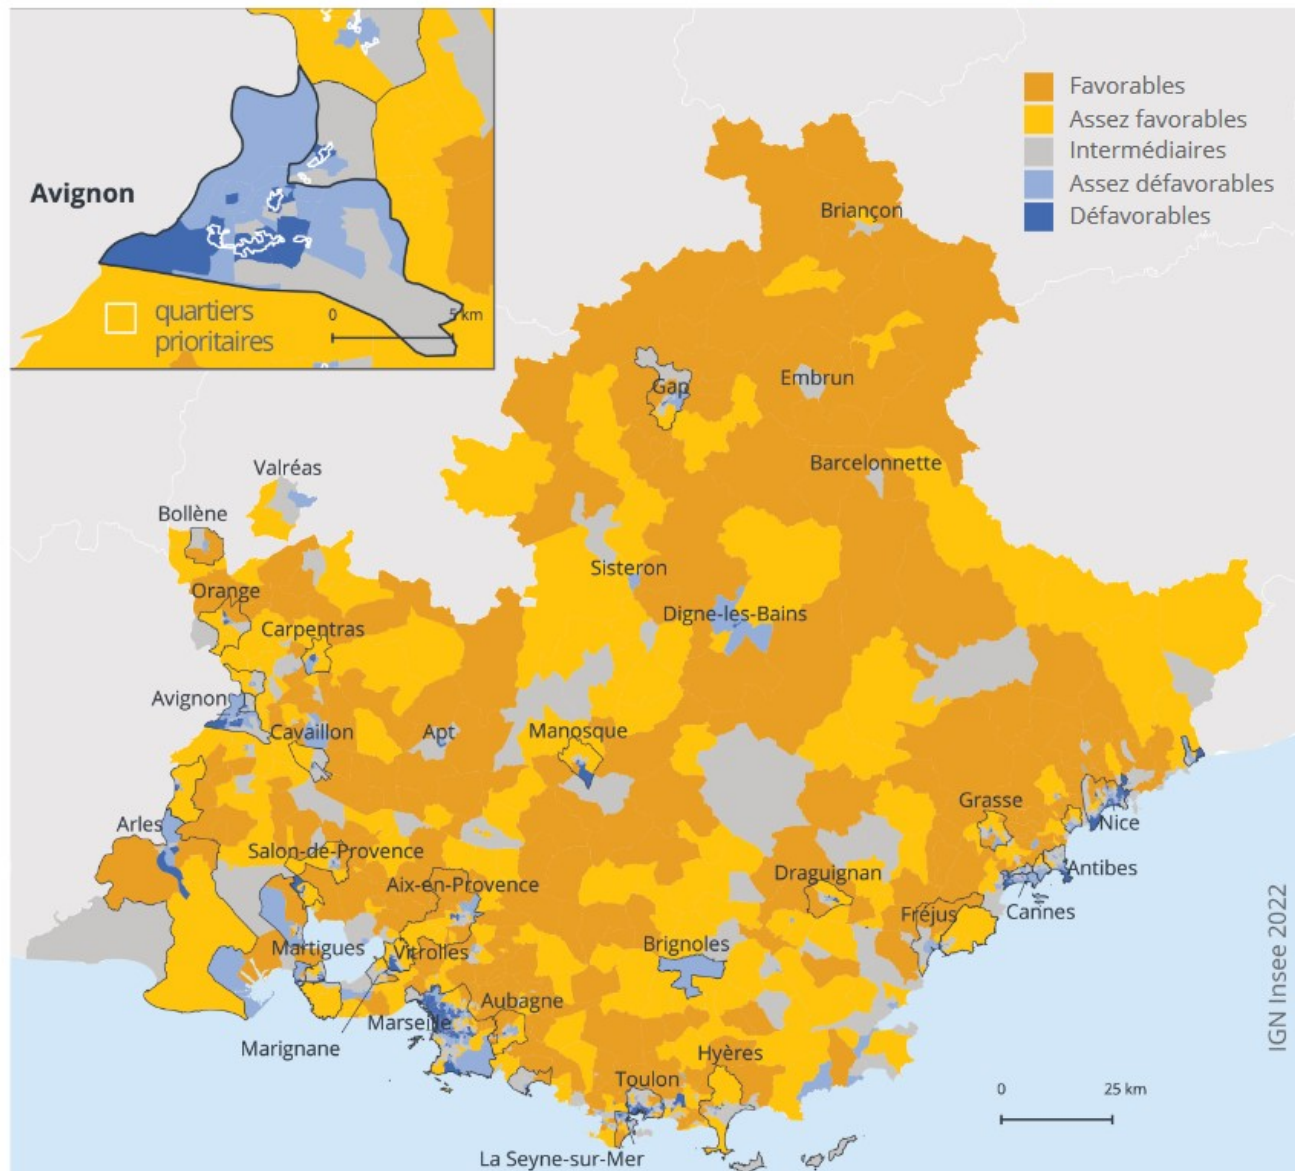 Avignon
quartiers
prioritaires
0 5 km
Favorables
Assez favorables
Intermédiaires
Assez défavorables
Défavorables
Briançon
Gap
Embrun
Barcelonnette
Valréas
Bollène
Sisteron
Orange
Digne-les-Bains
Carpentras
Avignon
Cavaillon
Apt
Manosque
Grasse
Nice
Arles
Salon-de-Provence
Aix-en-Provence
Draguignan
Antibes
Cannes
Fréjus
Martigues
Vitrolles
Brignoles
Aubagne
Marseille
Marignane
Hyères
Toulon
La Seyne-sur-Mer
0 25 km
IGN Insee 2022